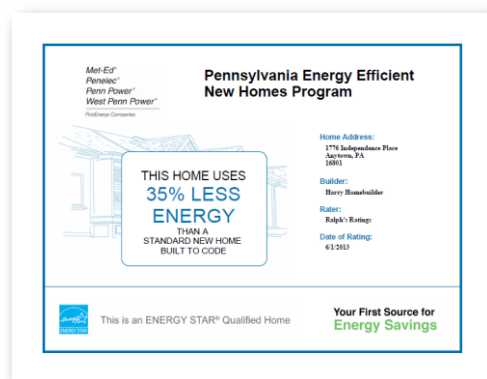 Met-Ed®
Penelec®
Penn Power®
West Penn Power®
FirstEnergy Companies
Pennsylvania Energy Efficient
New Homes Program
THIS HOME USES
35% LESS
ENERGY
THAN A
STANDARD NEW HOME
BUILT TO CODE
Home Address:
1776 Independence Place
Anytown, PA
16801
Builder:
Harry Homebuilder
Rater:
Ralph's Ratings
Date of Rating:
6/1/2013
ENERGY STAR
This is an ENERGY STAR® Qualified Home
Your First Source for
Energy Savings